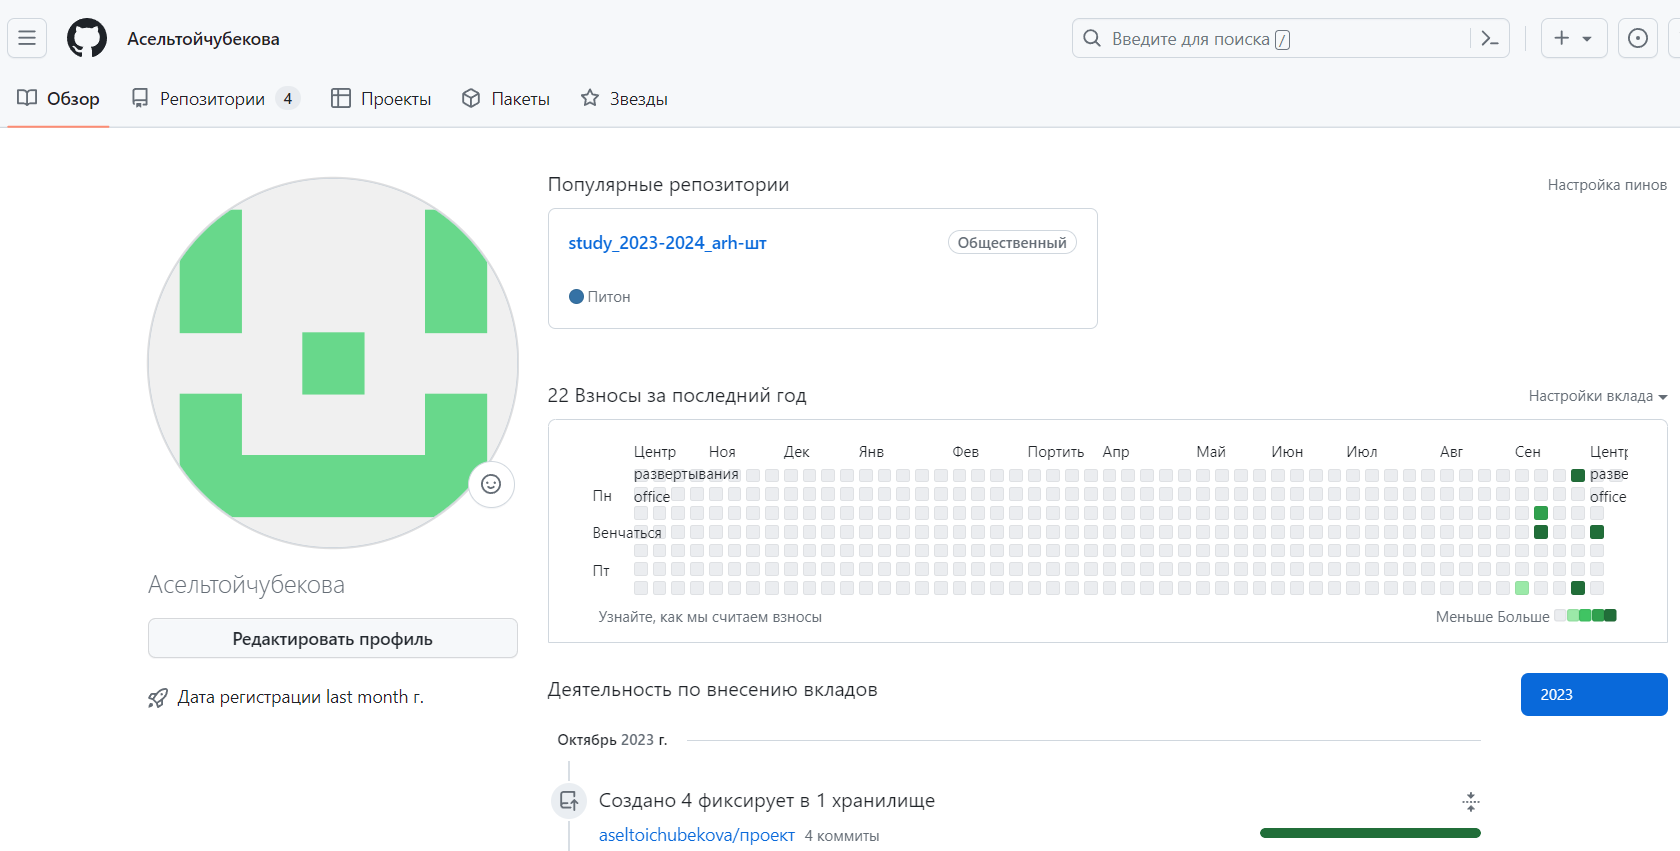 Асельтойчубекова
Введите для поиска /
Обзор Репозитории 4 Проекты Пакеты Звезды
Популярные репозитории
Настройка пинов
study_2023-2024_arh-шт Общественный
Питон
22 Взносы за последний год
Настройки вклада
Центр развертывания office Ноя Дек Янв Фев Портить Апр Май Июн Июл Авг Сен Центр разве office
Пн
Венчаться
Пт
Узнайте, как мы считаем взносы
Меньше Больше
Асельтойчубекова
Редактировать профиль
Дата регистрации last month г.
Деятельность по внесению вкладов
2023
Октябрь 2023 г.
Создано 4 фиксирует в 1 хранилище
aseltoichubekova/проект 4 коммиты